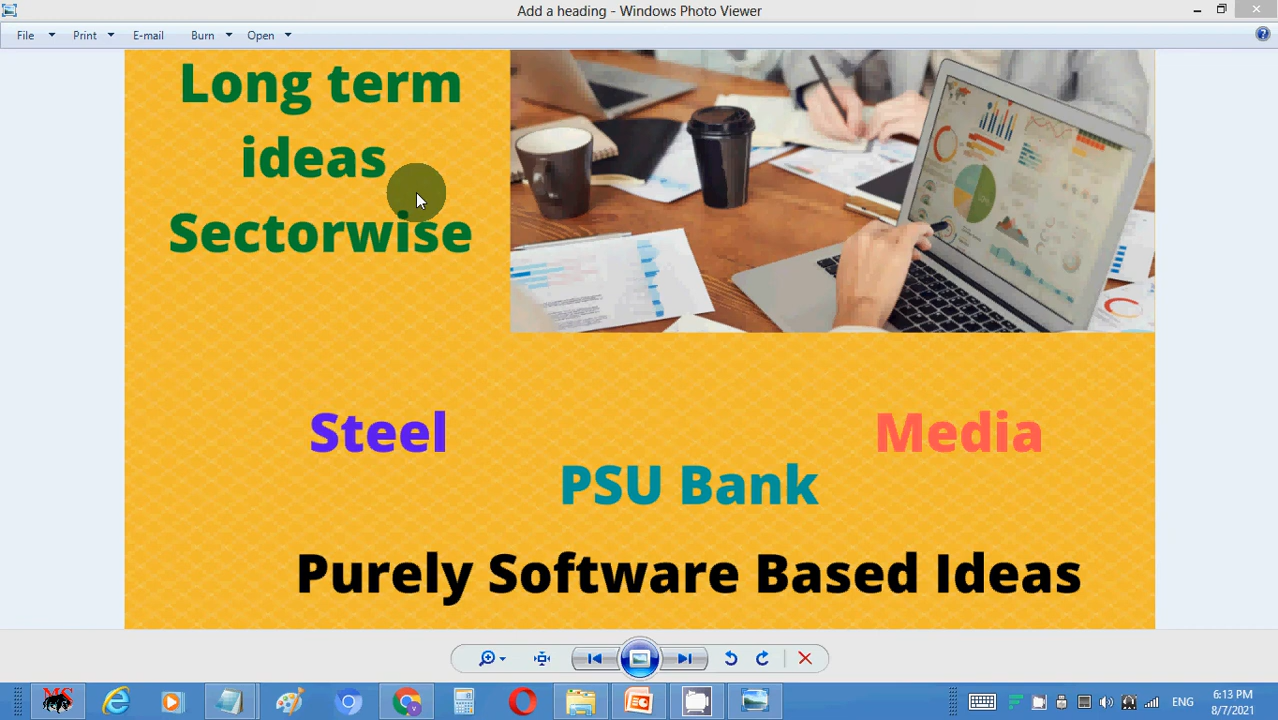 Add a heading - Windows Photo Viewer
File Print E-mail Burn Open
Long term
ideas
Sectorwise
Steel
Media
PSU Bank
Purely Software Based Ideas
MS
ENG
6:13 PM
8/7/2021